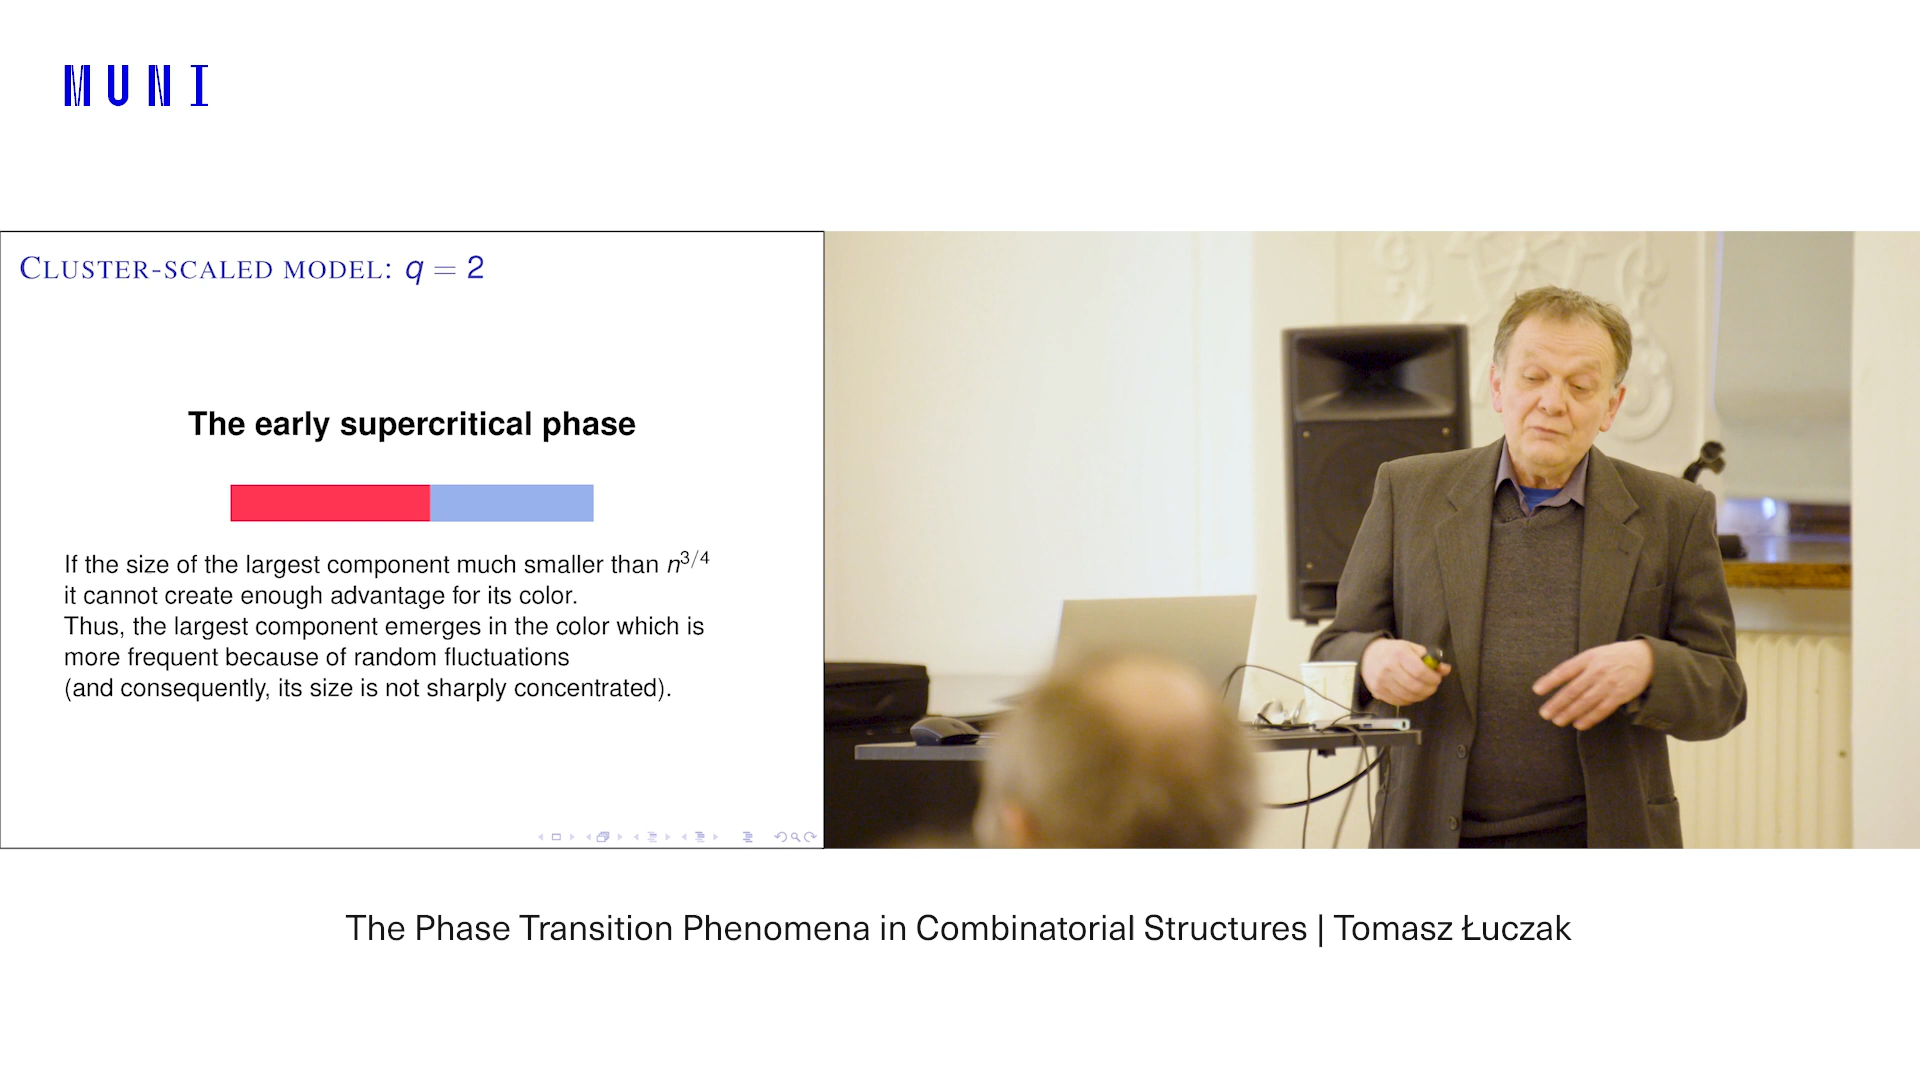 MUNI
CLUSTER-SCALED MODEL: q = 2
The early supercritical phase
If the size of the largest component much smaller than n^{3/4}
it cannot create enough advantage for its color.
Thus, the largest component emerges in the color which is
more frequent because of random fluctuations
(and consequently, its size is not sharply concentrated).
The Phase Transition Phenomena in Combinatorial Structures | Tomasz Łuczak